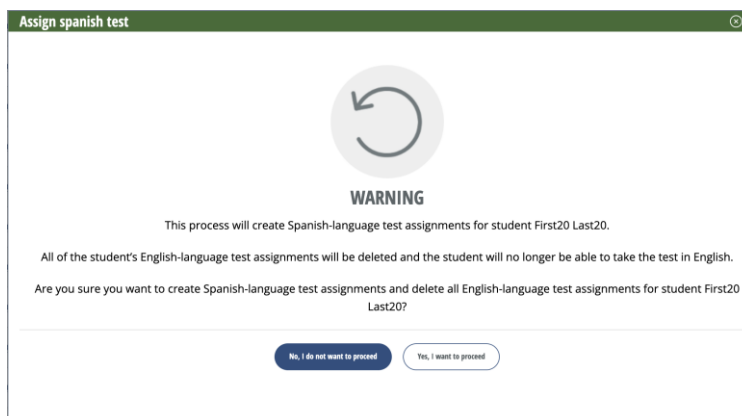 Assign spanish test
WARNING
This process will create Spanish-language test assignments for student First20 Last20.
All of the student's English-language test assignments will be deleted and the student will no longer be able to take the test in English.
Are you sure you want to create Spanish-language test assignments and delete all English-language test assignments for student First20
Last20?
No, I do not want to proceed
Yes, I want to proceed